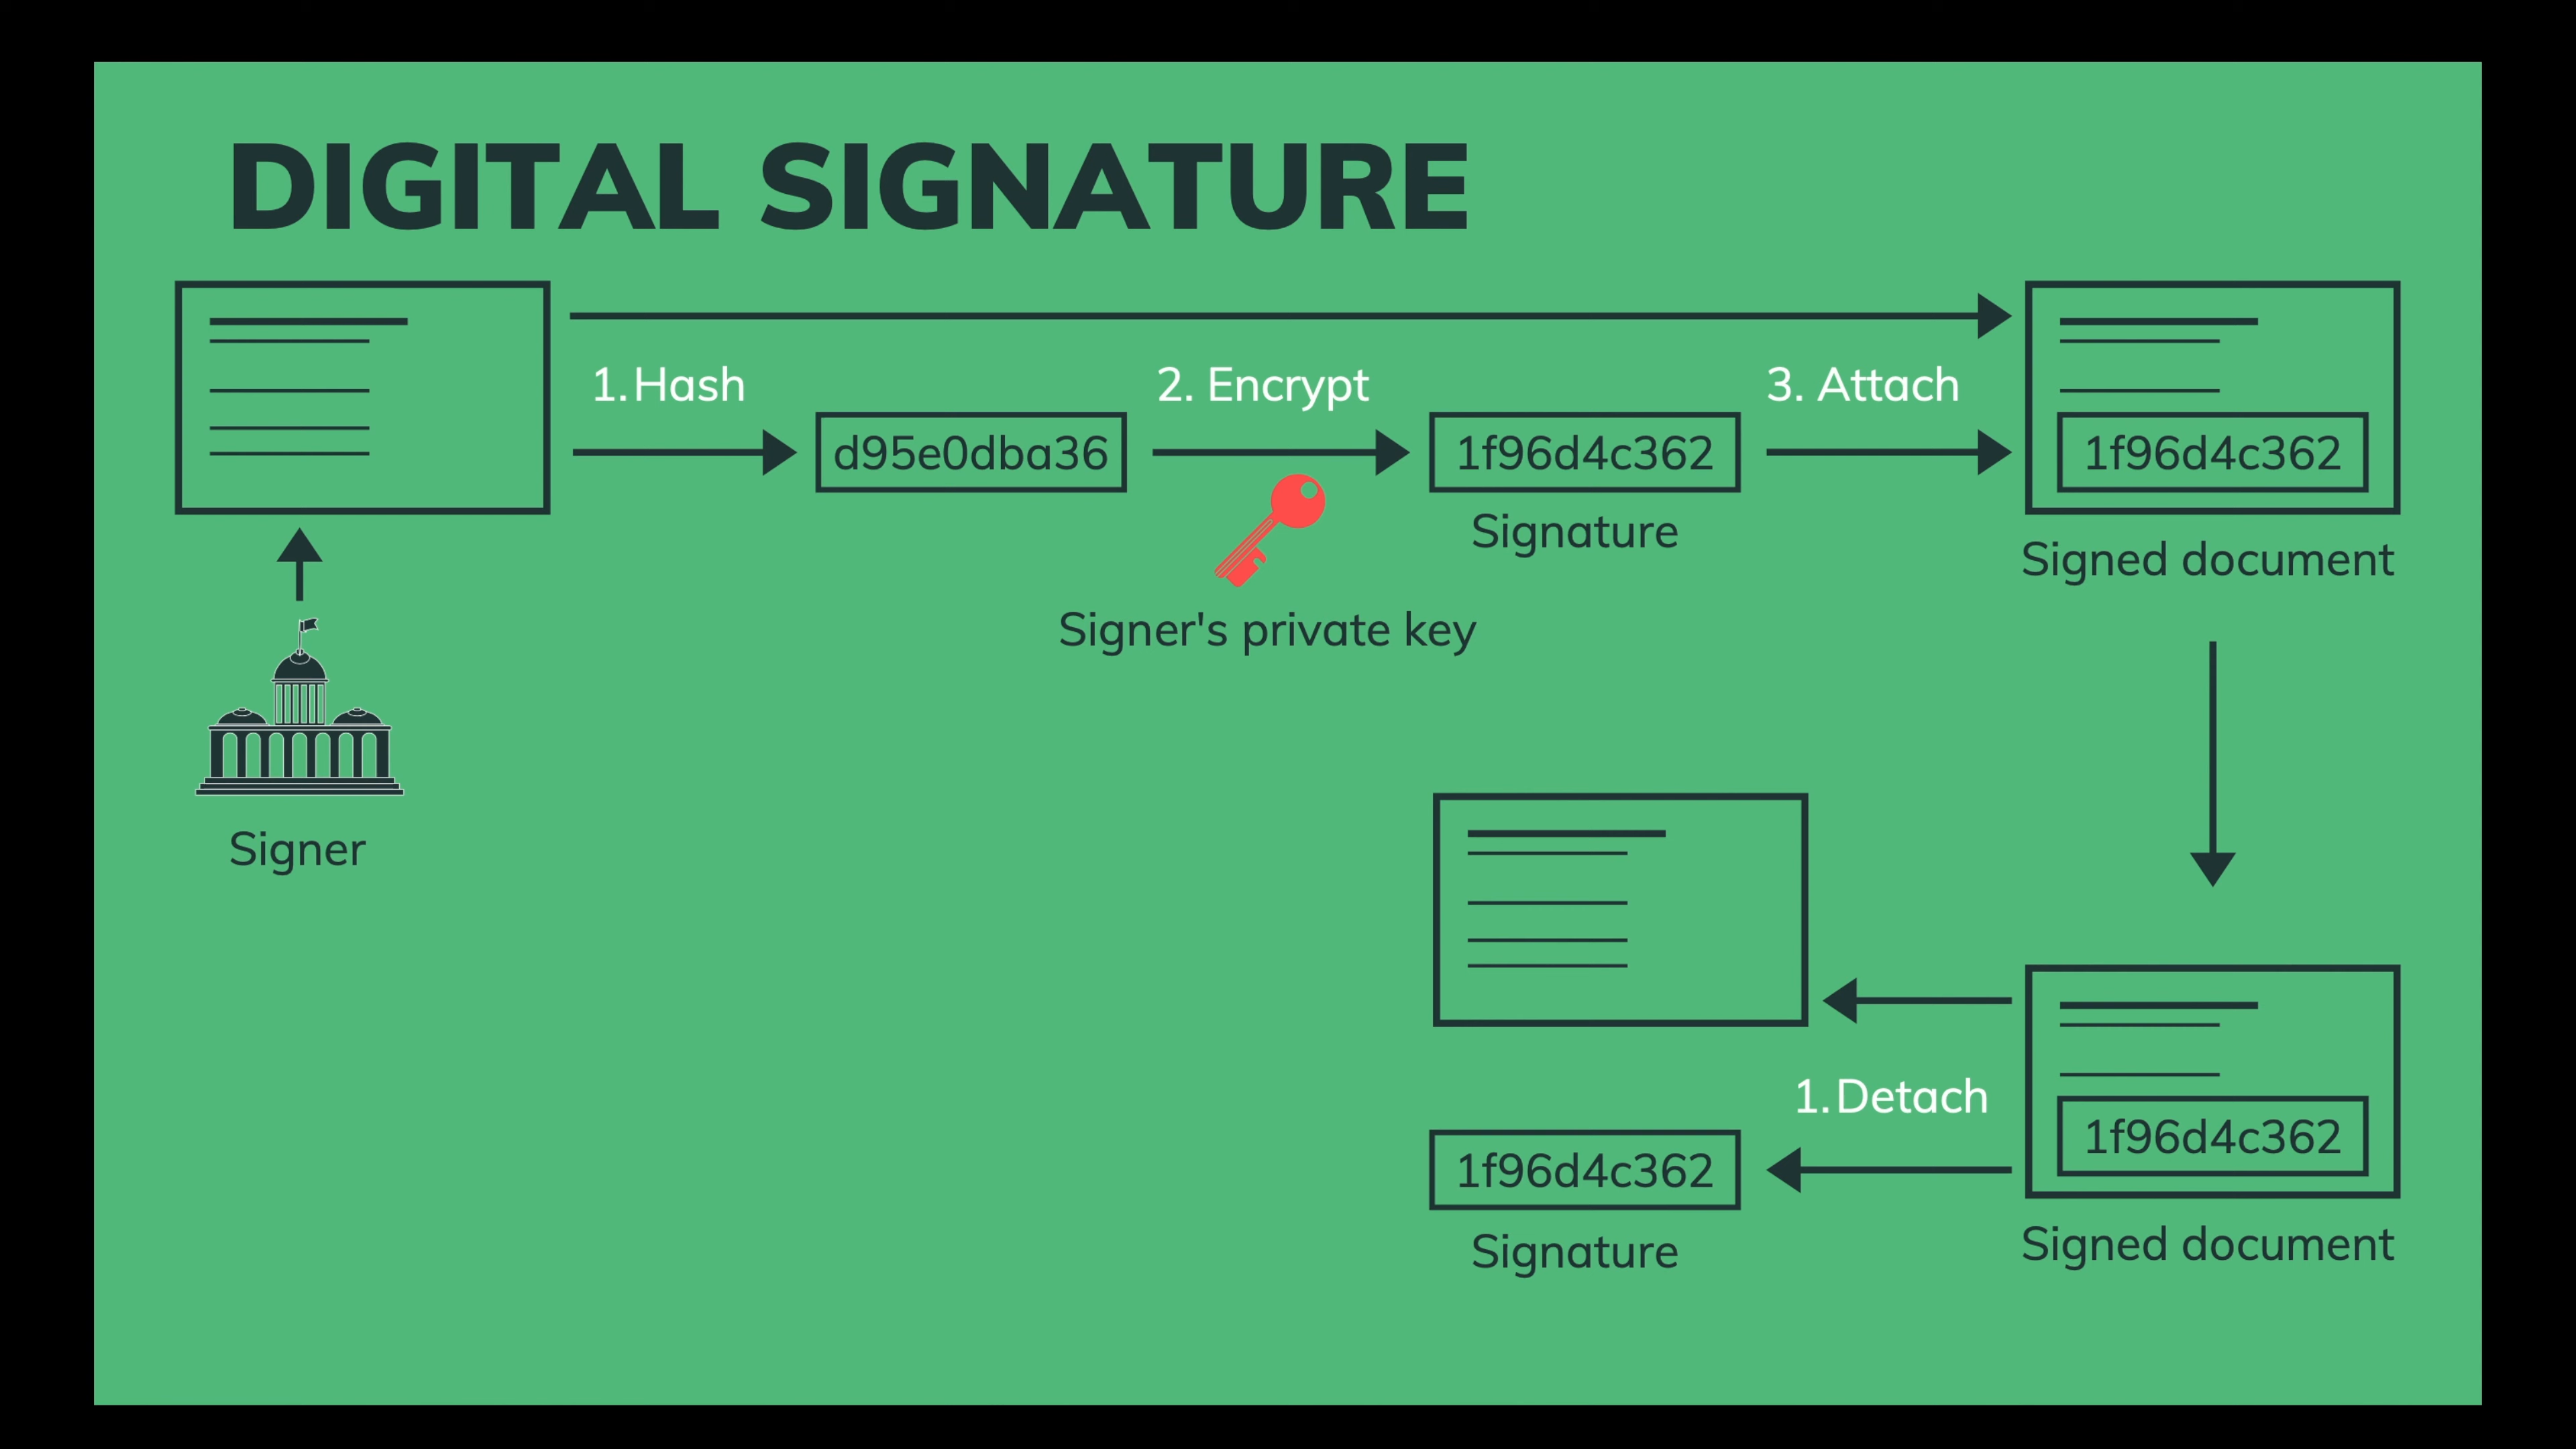 DIGITAL SIGNATURE
1. Hash
2. Encrypt
3. Attach
d95e0dba36
1f96d4c362
1f96d4c362
Signature
Signed document
Signer's private key
Signer
1. Detach
1f96d4c362
1f96d4c362
Signature
Signed document